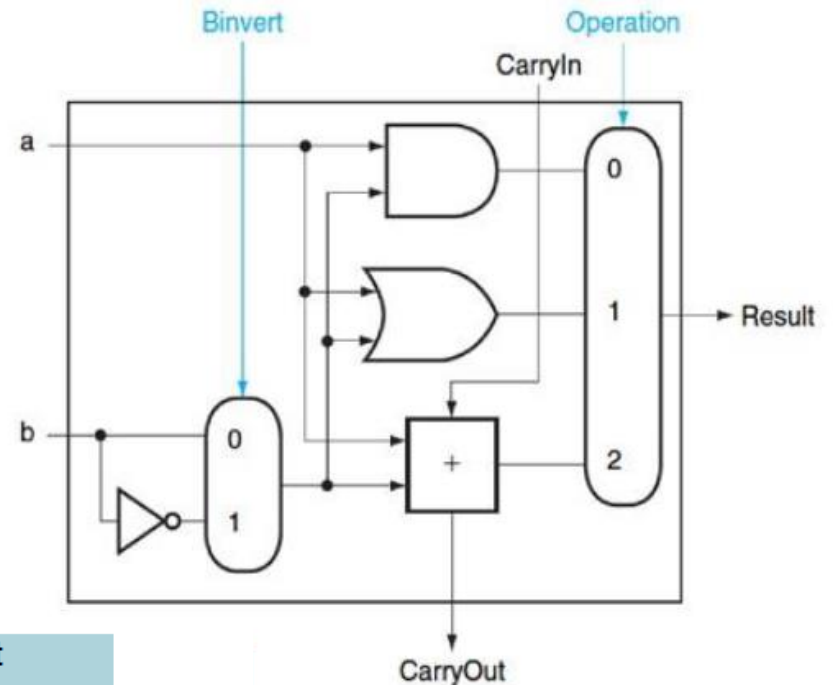 Binvert
Operation
CarryIn
a
0
1
Result
b
0
+
2
1
CarryOut